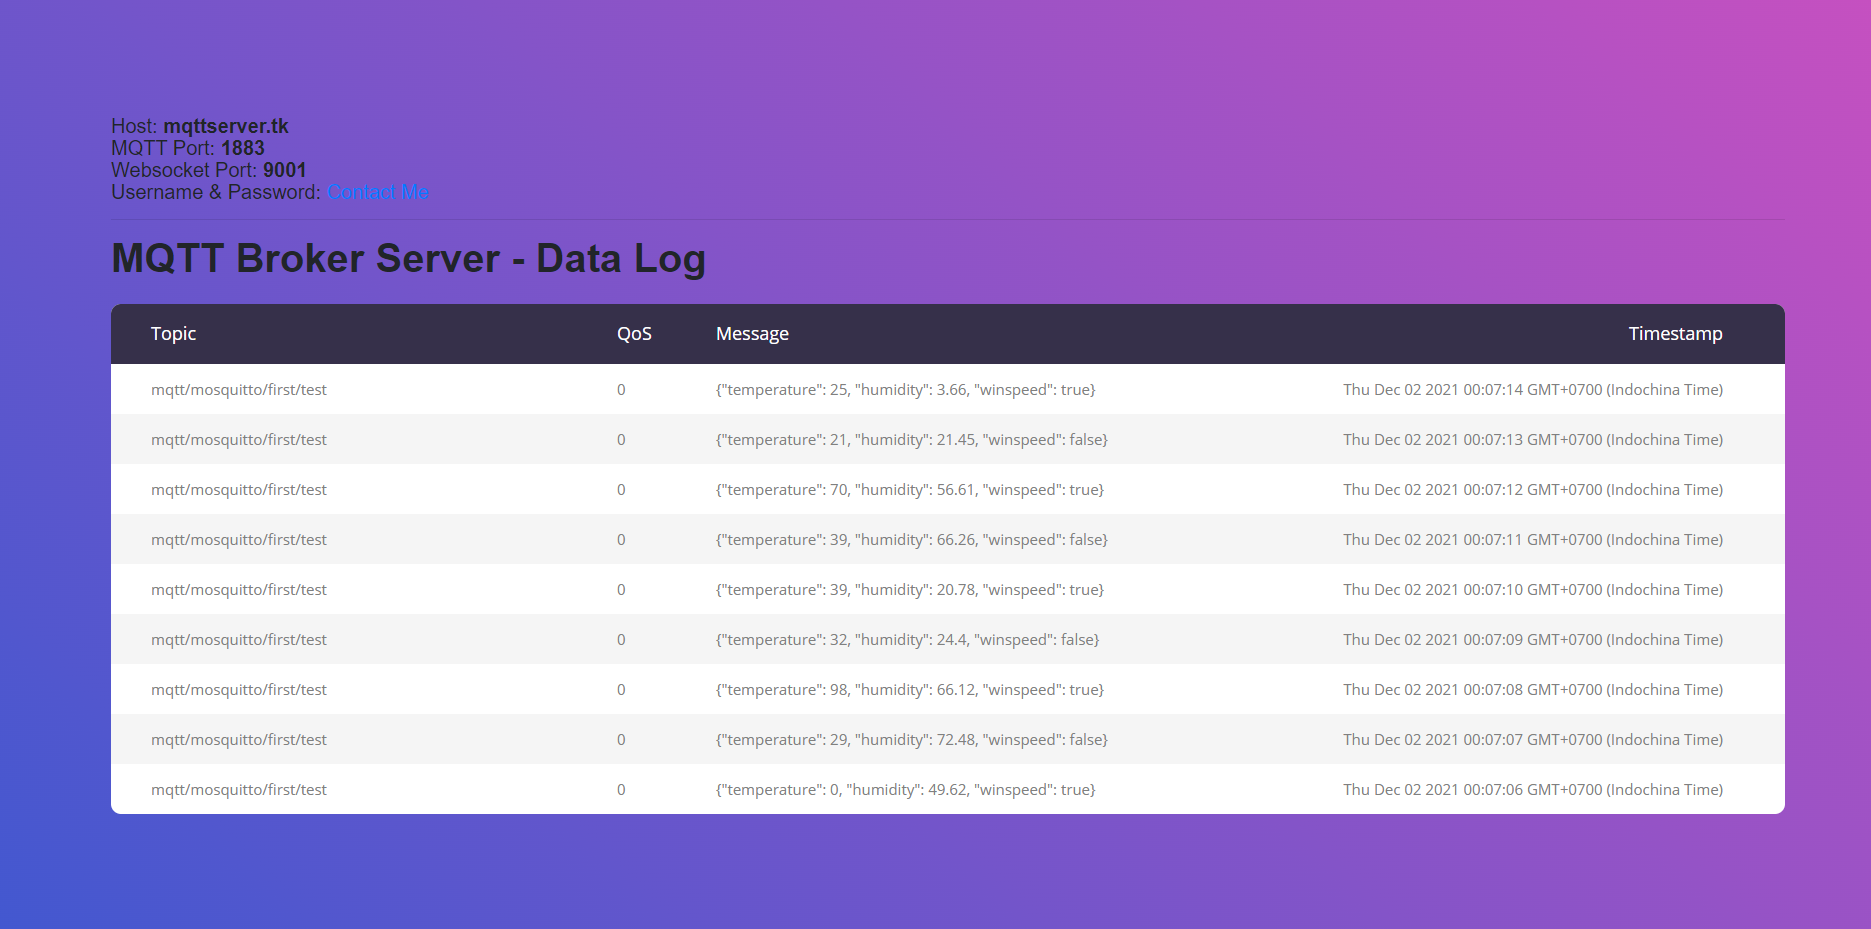 Host: mqttserver.tk
MQTT Port: 1883
Websocket Port: 9001
Username & Password: Contact Me
MQTT Broker Server - Data Log
Topic QoS Message Timestamp
mqtt/mosquitto/first/test 0 {"temperature": 25, "humidity": 3.66, "winspeed": true} Thu Dec 02 2021 00:07:14 GMT+0700 (Indochina Time)
mqtt/mosquitto/first/test 0 {"temperature": 21, "humidity": 21.45, "winspeed": false} Thu Dec 02 2021 00:07:13 GMT+0700 (Indochina Time)
mqtt/mosquitto/first/test 0 {"temperature": 70, "humidity": 56.61, "winspeed": true} Thu Dec 02 2021 00:07:12 GMT+0700 (Indochina Time)
mqtt/mosquitto/first/test 0 {"temperature": 39, "humidity": 66.26, "winspeed": false} Thu Dec 02 2021 00:07:11 GMT+0700 (Indochina Time)
mqtt/mosquitto/first/test 0 {"temperature": 39, "humidity": 20.78, "winspeed": true} Thu Dec 02 2021 00:07:10 GMT+0700 (Indochina Time)
mqtt/mosquitto/first/test 0 {"temperature": 32, "humidity": 24.4, "winspeed": false} Thu Dec 02 2021 00:07:09 GMT+0700 (Indochina Time)
mqtt/mosquitto/first/test 0 {"temperature": 98, "humidity": 66.12, "winspeed": true} Thu Dec 02 2021 00:07:08 GMT+0700 (Indochina Time)
mqtt/mosquitto/first/test 0 {"temperature": 29, "humidity": 72.48, "winspeed": false} Thu Dec 02 2021 00:07:07 GMT+0700 (Indochina Time)
mqtt/mosquitto/first/test 0 {"temperature": 0, "humidity": 49.62, "winspeed": true} Thu Dec 02 2021 00:07:06 GMT+0700 (Indochina Time)